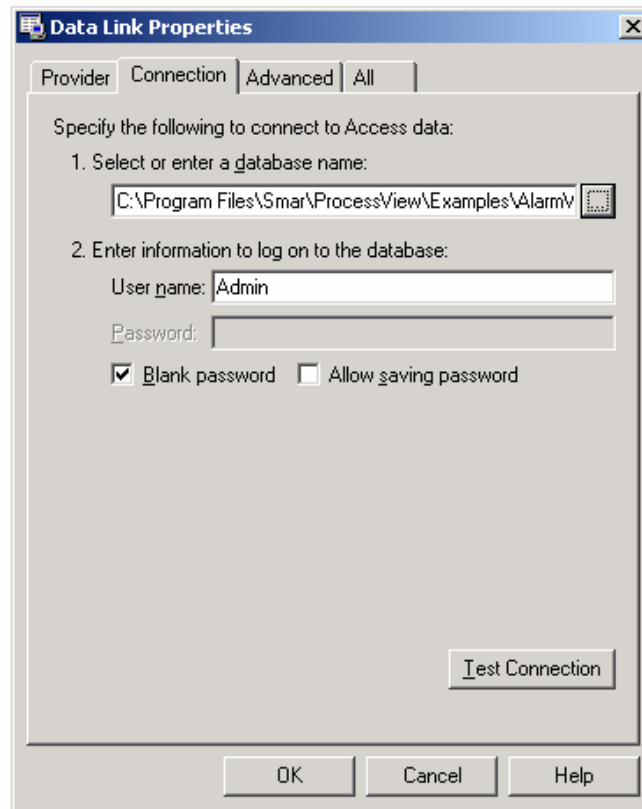 Data Link Properties
Provider Connection Advanced All
Specify the following to connect to Access data:
1. Select or enter a database name:
C:\Program Files\Smar\ProcessView\Examples\AlarmV ...
2. Enter information to log on to the database:
User name: Admin
Password:
Blank password Allow saving password
Test Connection
OK Cancel Help